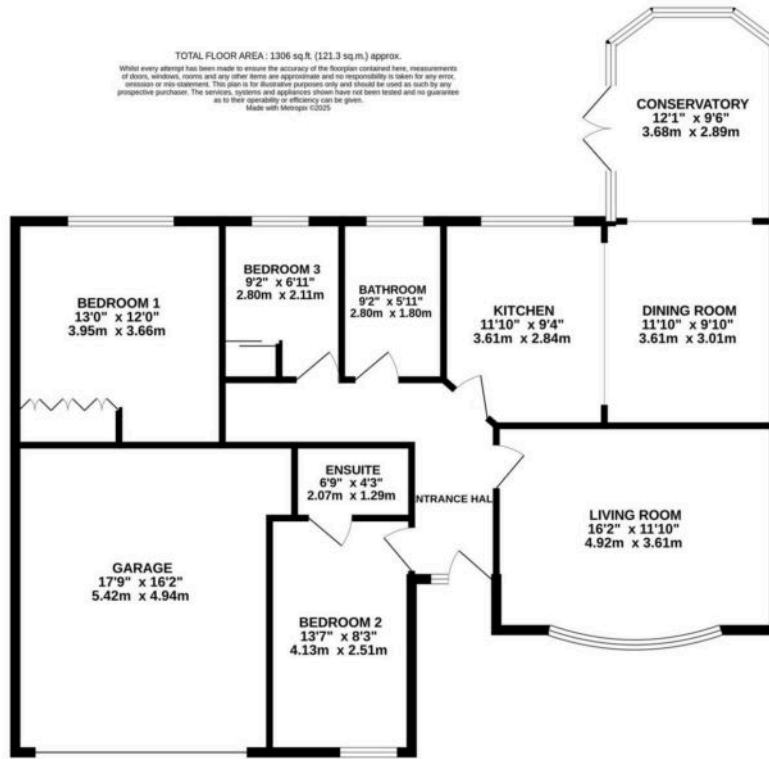 TOTAL FLOOR AREA : 1306 sq.ft. (121.3 sq.m.) approx.
Whilst every attempt has been made to ensure the accuracy of the floorplan contained here, measurements
of doors, windows, rooms and any other items are approximate and no responsibility is taken for any error,
omission or mis-statement. This plan is for illustrative purposes only and should be used as such by any
prospective purchaser. The services, systems and appliances shown have not been tested and no guarantee
as to their operability or efficiency can be given.
Made with Metropix ©2025
CONSERVATORY
12'1" x 9'6"
3.68m x 2.89m
BEDROOM 1
13'0" x 12'0"
3.95m x 3.66m
BEDROOM 3
9'2" x 6'11"
2.80m x 2.11m
BATHROOM
9'2" x 5'11"
2.80m x 1.80m
KITCHEN
11'10" x 9'4"
3.61m x 2.84m
DINING ROOM
11'10" x 9'10"
3.61m x 3.01m
ENSUITE
6'9" x 4'3"
2.07m x 1.29m
NTRANCE HAL
LIVING ROOM
16'2" x 11'10"
4.92m x 3.61m
GARAGE
17'9" x 16'2"
5.42m x 4.94m
BEDROOM 2
13'7" x 8'3"
4.13m x 2.51m